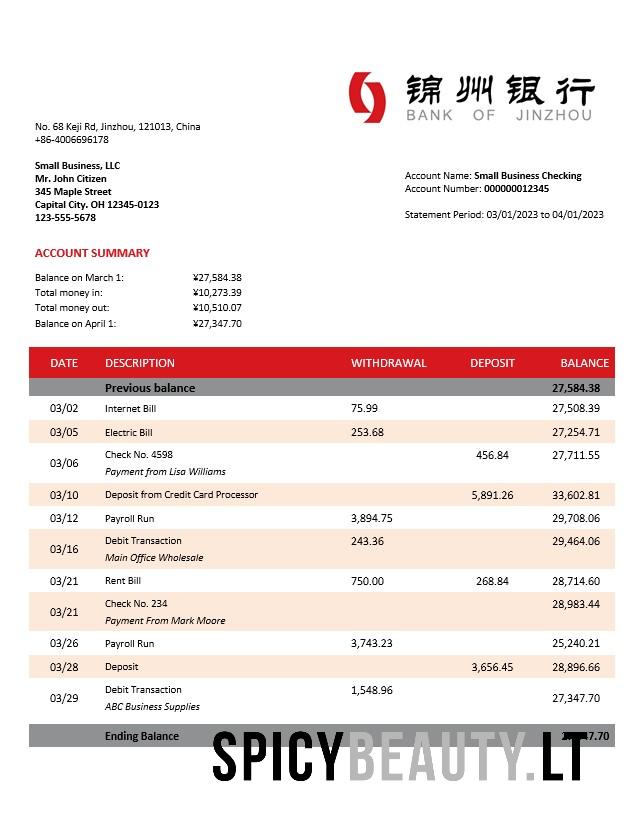 锦州银行
BANK OF JINZHOU
No. 68 Keji Rd, Jinzhou, 121013, China
+86-4006696178
Small Business, LLC
Mr. John Citizen
345 Maple Street
Capital City. OH 12345-0123
123-555-5678
Account Name: Small Business Checking
Account Number: 000000012345
Statement Period: 03/01/2023 to 04/01/2023
ACCOUNT SUMMARY
Balance on March 1: ¥27,584.38
Total money in: ¥10,273.39
Total money out: ¥10,510.07
Balance on April 1: ¥27,347.70
DATE DESCRIPTION WITHDRAWAL DEPOSIT BALANCE
Previous balance 27,584.38
03/02 Internet Bill 75.99 27,508.39
03/05 Electric Bill 253.68 27,254.71
03/06 Check No. 4598 456.84 27,711.55
Payment from Lisa Williams
03/10 Deposit from Credit Card Processor 5,891.26 33,602.81
03/12 Payroll Run 3,894.75 29,708.06
03/16 Debit Transaction 243.36 29,464.06
Main Office Wholesale
03/21 Rent Bill 750.00 268.84 28,714.60
03/21 Check No. 234 28,983.44
Payment From Mark Moore
03/26 Payroll Run 3,743.23 25,240.21
03/28 Deposit 3,656.45 28,896.66
03/29 Debit Transaction 1,548.96 27,347.70
ABC Business Supplies
Ending Balance
SPICYBEAUTY.LT